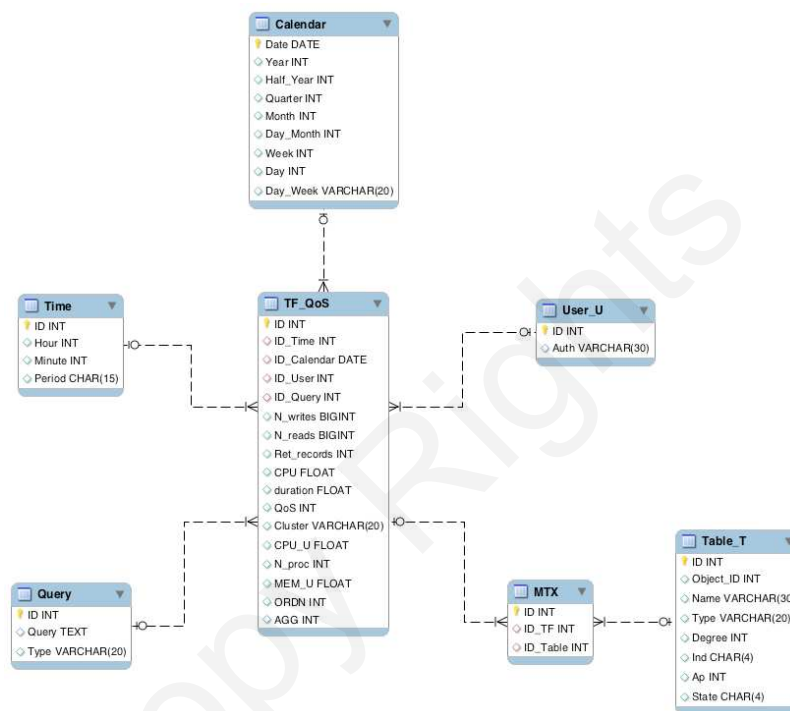 Calendar
Date DATE
Year INT
Half_Year INT
Quarter INT
Month INT
Day_Month INT
Week INT
Day INT
Day_Week VARCHAR(20)
Time
ID INT
Hour INT
Minute INT
Period CHAR(15)
TF_QoS
ID INT
ID_Time INT
ID_Calendar DATE
ID_User INT
ID_Query INT
N_writes BIGINT
N_reads BIGINT
Ret_records INT
CPU FLOAT
duration FLOAT
QoS INT
Cluster VARCHAR(20)
CPU_U FLOAT
N_proc INT
MEM_U FLOAT
ORDN INT
AGG INT
User_U
ID INT
Auth VARCHAR(30)
Query
ID INT
Query TEXT
Type VARCHAR(20)
MTX
ID INT
ID_TF INT
ID_Table INT
Table_T
ID INT
Object_ID INT
Name VARCHAR(30
Type VARCHAR(20)
Degree INT
Ind CHAR(4)
Ap INT
State CHAR(4)
opy Rights